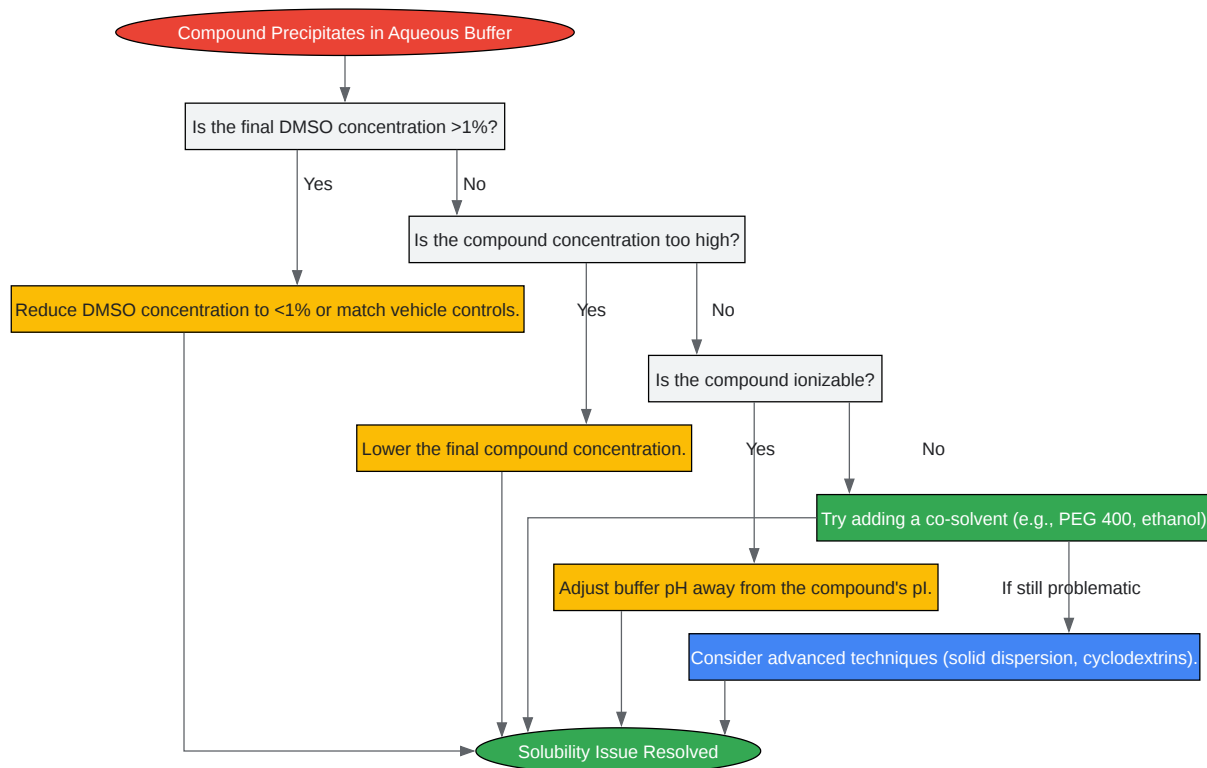 Compound Precipitates in Aqueous Buffer
Is the final DMSO concentration >1%?
Yes
No
Is the compound concentration too high?
Reduce DMSO concentration to <1% or match vehicle controls.
Yes
No
Is the compound ionizable?
Lower the final compound concentration.
Yes
No
Try adding a co-solvent (e.g., PEG 400, ethanol)
Adjust buffer pH away from the compound's pI.
If still problematic
Consider advanced techniques (solid dispersion, cyclodextrins).
Solubility Issue Resolved